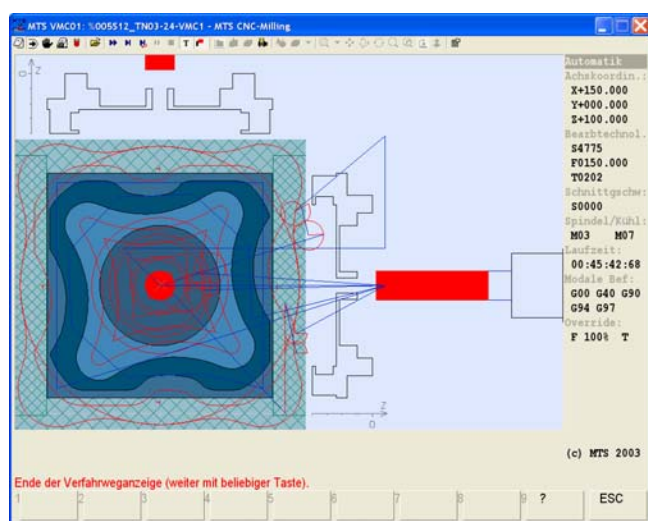 MTS VMC01: %005512_TN03-24-VMC1 - MTS CNC-Milling
T
Z
Automatik
Achskoordin.:
X+150.000
Y+000.000
Z+100.000
Bearbtechnol.
S4775
F0150.000
T0202
Schnittgschw:
S0000
Spindel/Kühl:
M03 M07
Laufzeit:
00:45:42:68
Modale Bef:
G00 G40 G90
G94 G97
Override:
F 100% T
Z
0
(c) MTS 2003
Ende der Verfahrweganzeige (weiter mit beliebiger Taste).
1 2 3 4 5 6 7 8 9 ? ESC